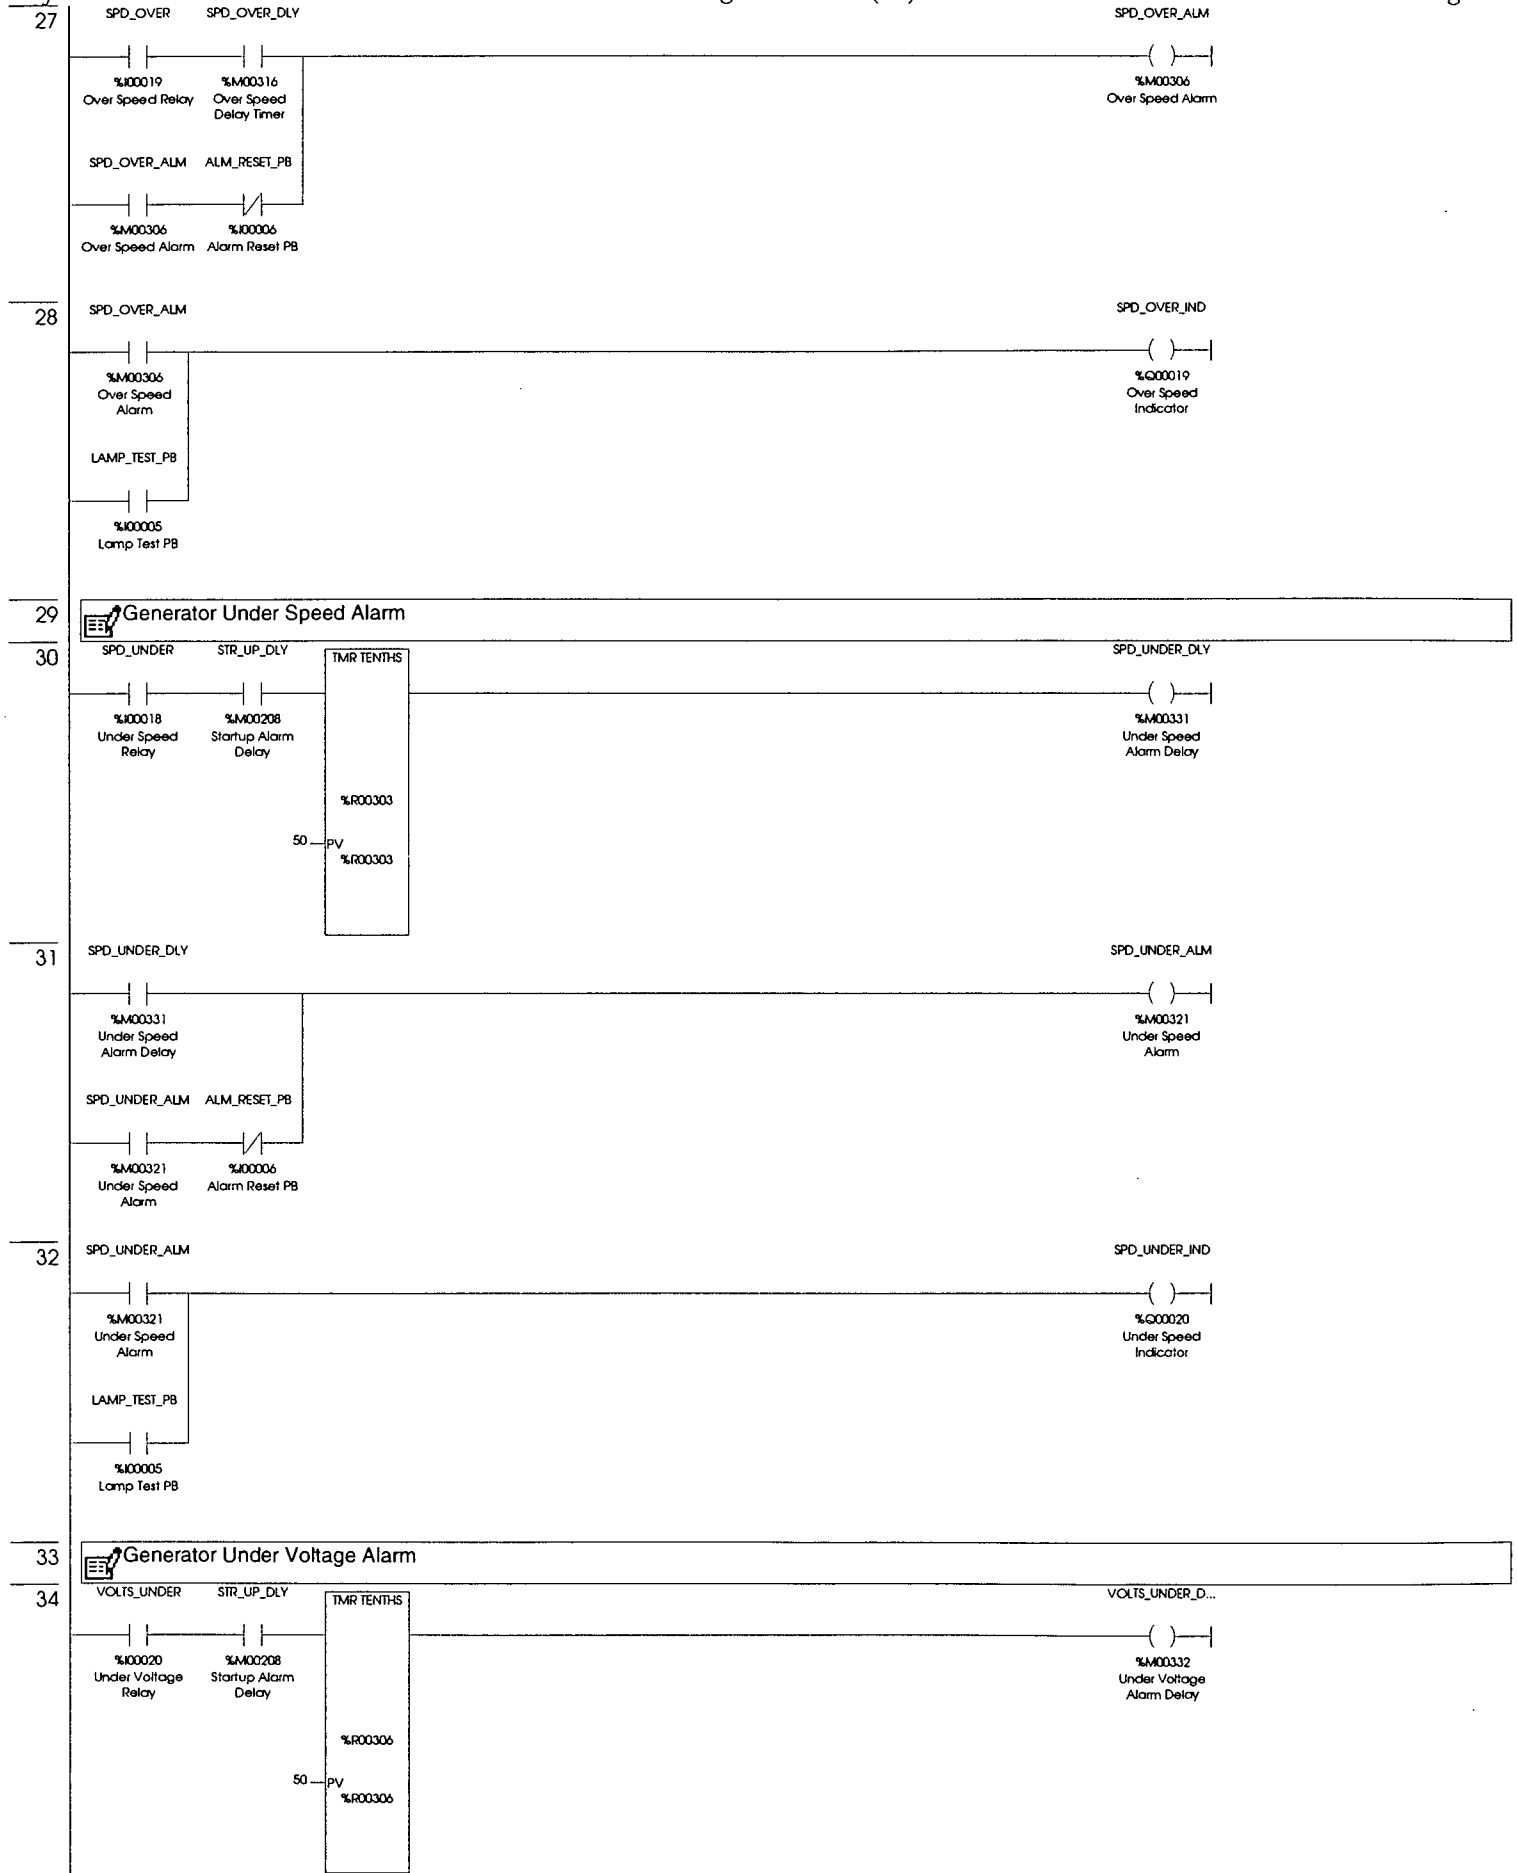 27
SPD_OVER SPD_OVER_DLY SPD_OVER_ALM
%I00019 %M00316 %M00306
Over Speed Relay Over Speed Over Speed Alarm
Delay Timer
SPD_OVER_ALM ALM_RESET_PB
%M00306 %I00006
Over Speed Alarm Alarm Reset PB
28
SPD_OVER_ALM SPD_OVER_IND
%M00306 %Q00019
Over Speed Over Speed
Alarm Indicator
LAMP_TEST_PB
%I00005
Lamp Test PB
29 Generator Under Speed Alarm
30
SPD_UNDER STR_UP_DLY TMR TENTHS SPD_UNDER_DLY
%I00018 %M00208 %M00331
Under Speed Startup Alarm Under Speed
Relay Delay Alarm Delay
%R00303
50 PV
%R00303
31
SPD_UNDER_DLY SPD_UNDER_ALM
%M00331 %M00321
Under Speed Under Speed
Alarm Delay Alarm
SPD_UNDER_ALM ALM_RESET_PB
%M00321 %I00006
Under Speed Alarm Reset PB
Alarm
32
SPD_UNDER_ALM SPD_UNDER_IND
%M00321 %Q00020
Under Speed Under Speed
Alarm Indicator
LAMP_TEST_PB
%I00005
Lamp Test PB
33 Generator Under Voltage Alarm
34
VOLTS_UNDER STR_UP_DLY TMR TENTHS VOLTS_UNDER_D...
%I00020 %M00208 %M00332
Under Voltage Startup Alarm Under Voltage
Relay Delay Alarm Delay
%R00306
50 PV
%R00306